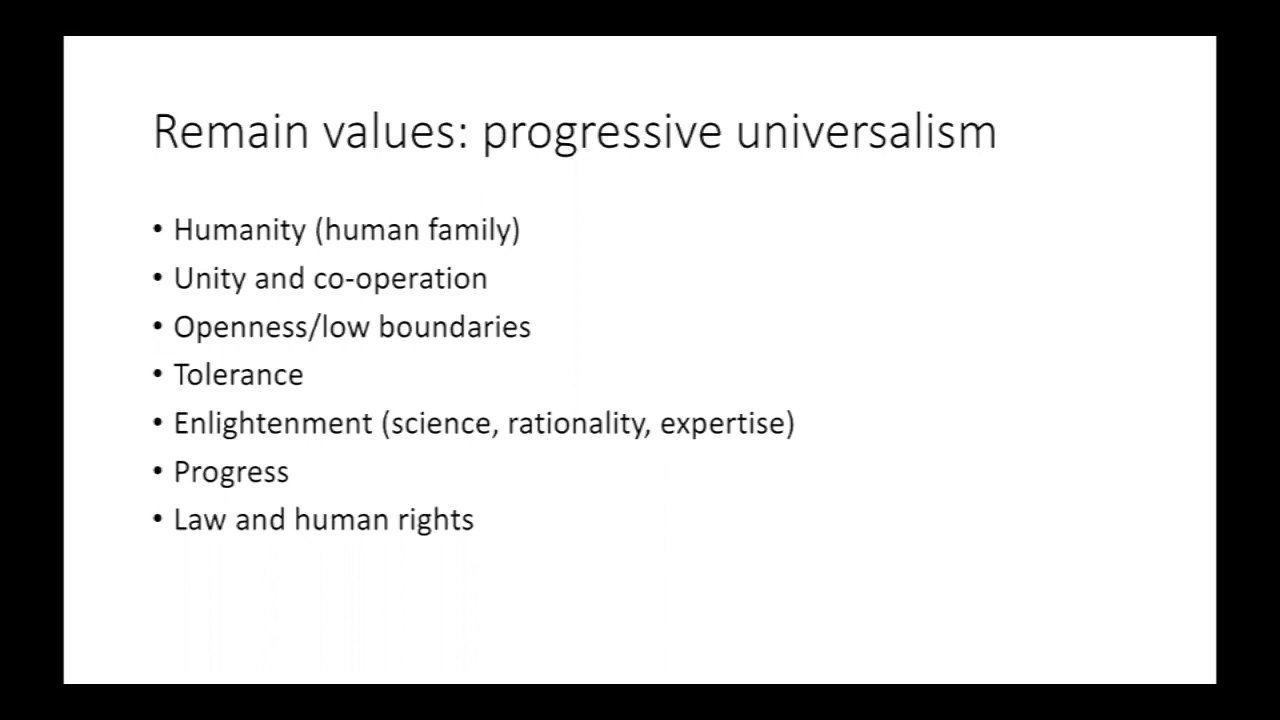 Remain values: progressive universalism
• Humanity (human family)
• Unity and co-operation
• Openness/low boundaries
• Tolerance
• Enlightenment (science, rationality, expertise)
• Progress
• Law and human rights